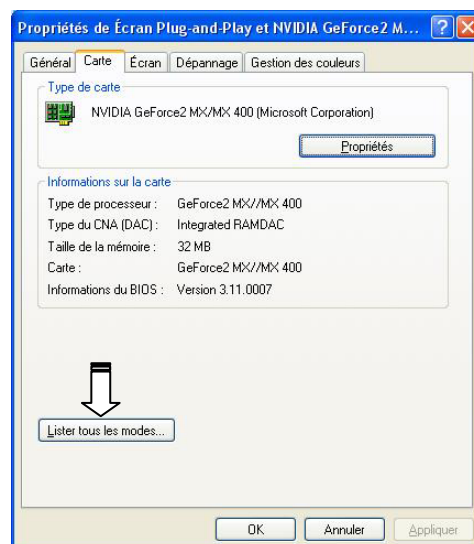 Propriétés de Écran Plug-and-Play et NVIDIA GeForce2 M...
Général Carte Écran Dépannage Gestion des couleurs
Type de carte
NVIDIA GeForce2 MX/MX 400 (Microsoft Corporation)
Propriétés
Informations sur la carte
Type de processeur : GeForce2 MX//MX 400
Type du CNA (DAC) : Integrated RAMDAC
Taille de la mémoire : 32 MB
Carte : GeForce2 MX//MX 400
Informations du BIOS : Version 3.11.0007
Lister tous les modes...
OK Annuler Appliquer